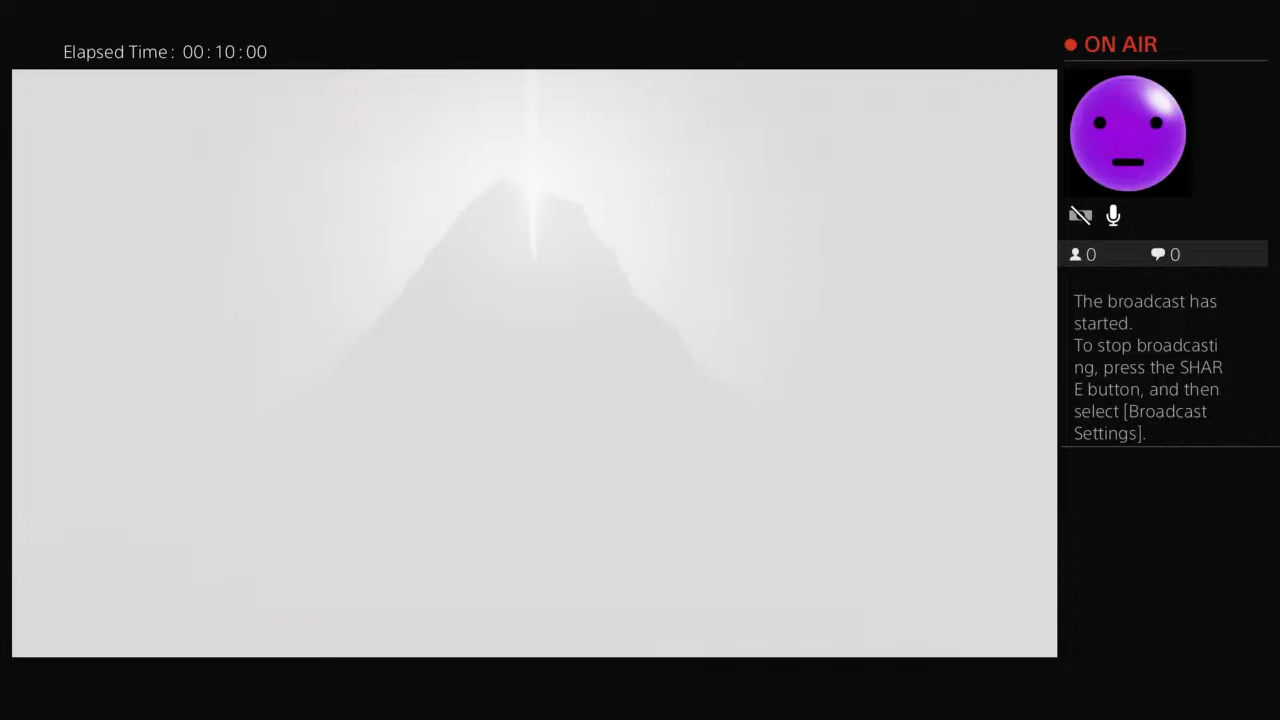 Elapsed Time: 00:10:00
ON AIR
0 0
The broadcast has
started.
To stop broadcasti
ng, press the SHAR
E button, and then
select [Broadcast
Settings].